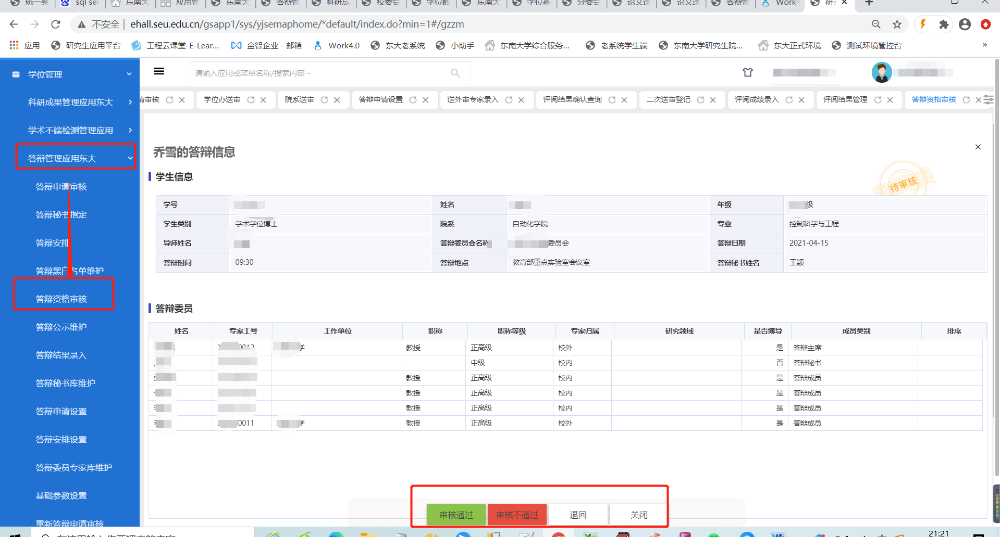 统一身
sql ser
东南大
应用管
东南大
答辩管
科研成
校委会
学位数
东南大
学位基
分委会
论文送
论文送
答辩管
Work4
研究
不安全 | ehall.seu.edu.cn/gsapp1/sys/yjsemaphome/*default/index.do?min=1#/gzzm
应用
研究生应用平台
工程云课堂-E-Lear...
金智企业 - 邮箱
Work4.0
东大老系统
小助手
东南大学综合服务...
老系统学生端
东南大学研究生院...
东大正式环境
测试环境管控台
»
学位管理
科研成果管理应用东大
学术不端检测管理应用
答辩管理应用东大
答辩申请审核
答辩秘书指定
答辩安排
答辩黑白名单维护
答辩资格审核
答辩公示维护
答辩结果录入
答辩秘书库维护
答辩申请设置
答辩安排设置
答辩委员专家库维护
基础参数设置
重新答辩申请审核
请输入应用或菜单名称/搜索内容~
请审核
学位办送审
院系送审
答辩申请设置
送外审专家录入
评阅结果确认查询
二次送审登记
评阅成绩录入
评阅结果管理
答辩资格审核
乔雪的答辩信息
待审核
学生信息
学号 姓名 年级 级
学生类别 学术学位博士 院系 自动化学院 专业 控制科学与工程
导师姓名 答辩委员会名称 委员会 答辩日期 2021-04-15
答辩时间 09:30 答辩地点 教育部重点实验室会议室 答辩秘书姓名 王颖
答辩委员
姓名 专家工号 工作单位 职称 职称等级 专家归属 研究领域 是否博导 成员类别 排序
0012 学 教授 正高级 校外 是 答辩主席
中级 校内 否 答辩秘书
教授 正高级 校内 是 答辩成员
教授 正高级 校内 是 答辩成员
教授 正高级 校内 是 答辩成员
0011 学 教授 正高级 校外 是 答辩成员
审核通过
审核不通过
退回
关闭
在这里输入你要搜索的内容
21:21